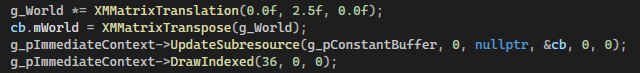 g_World *= XMMatrixTranslation(0.0f, 2.5f, 0.0f);
cb.mWorld = XMMatrixTranspose(g_World);
g_pImmediateContext->UpdateSubresource(g_pConstantBuffer, 0, nullptr, &cb, 0, 0);
g_pImmediateContext->DrawIndexed(36, 0, 0);